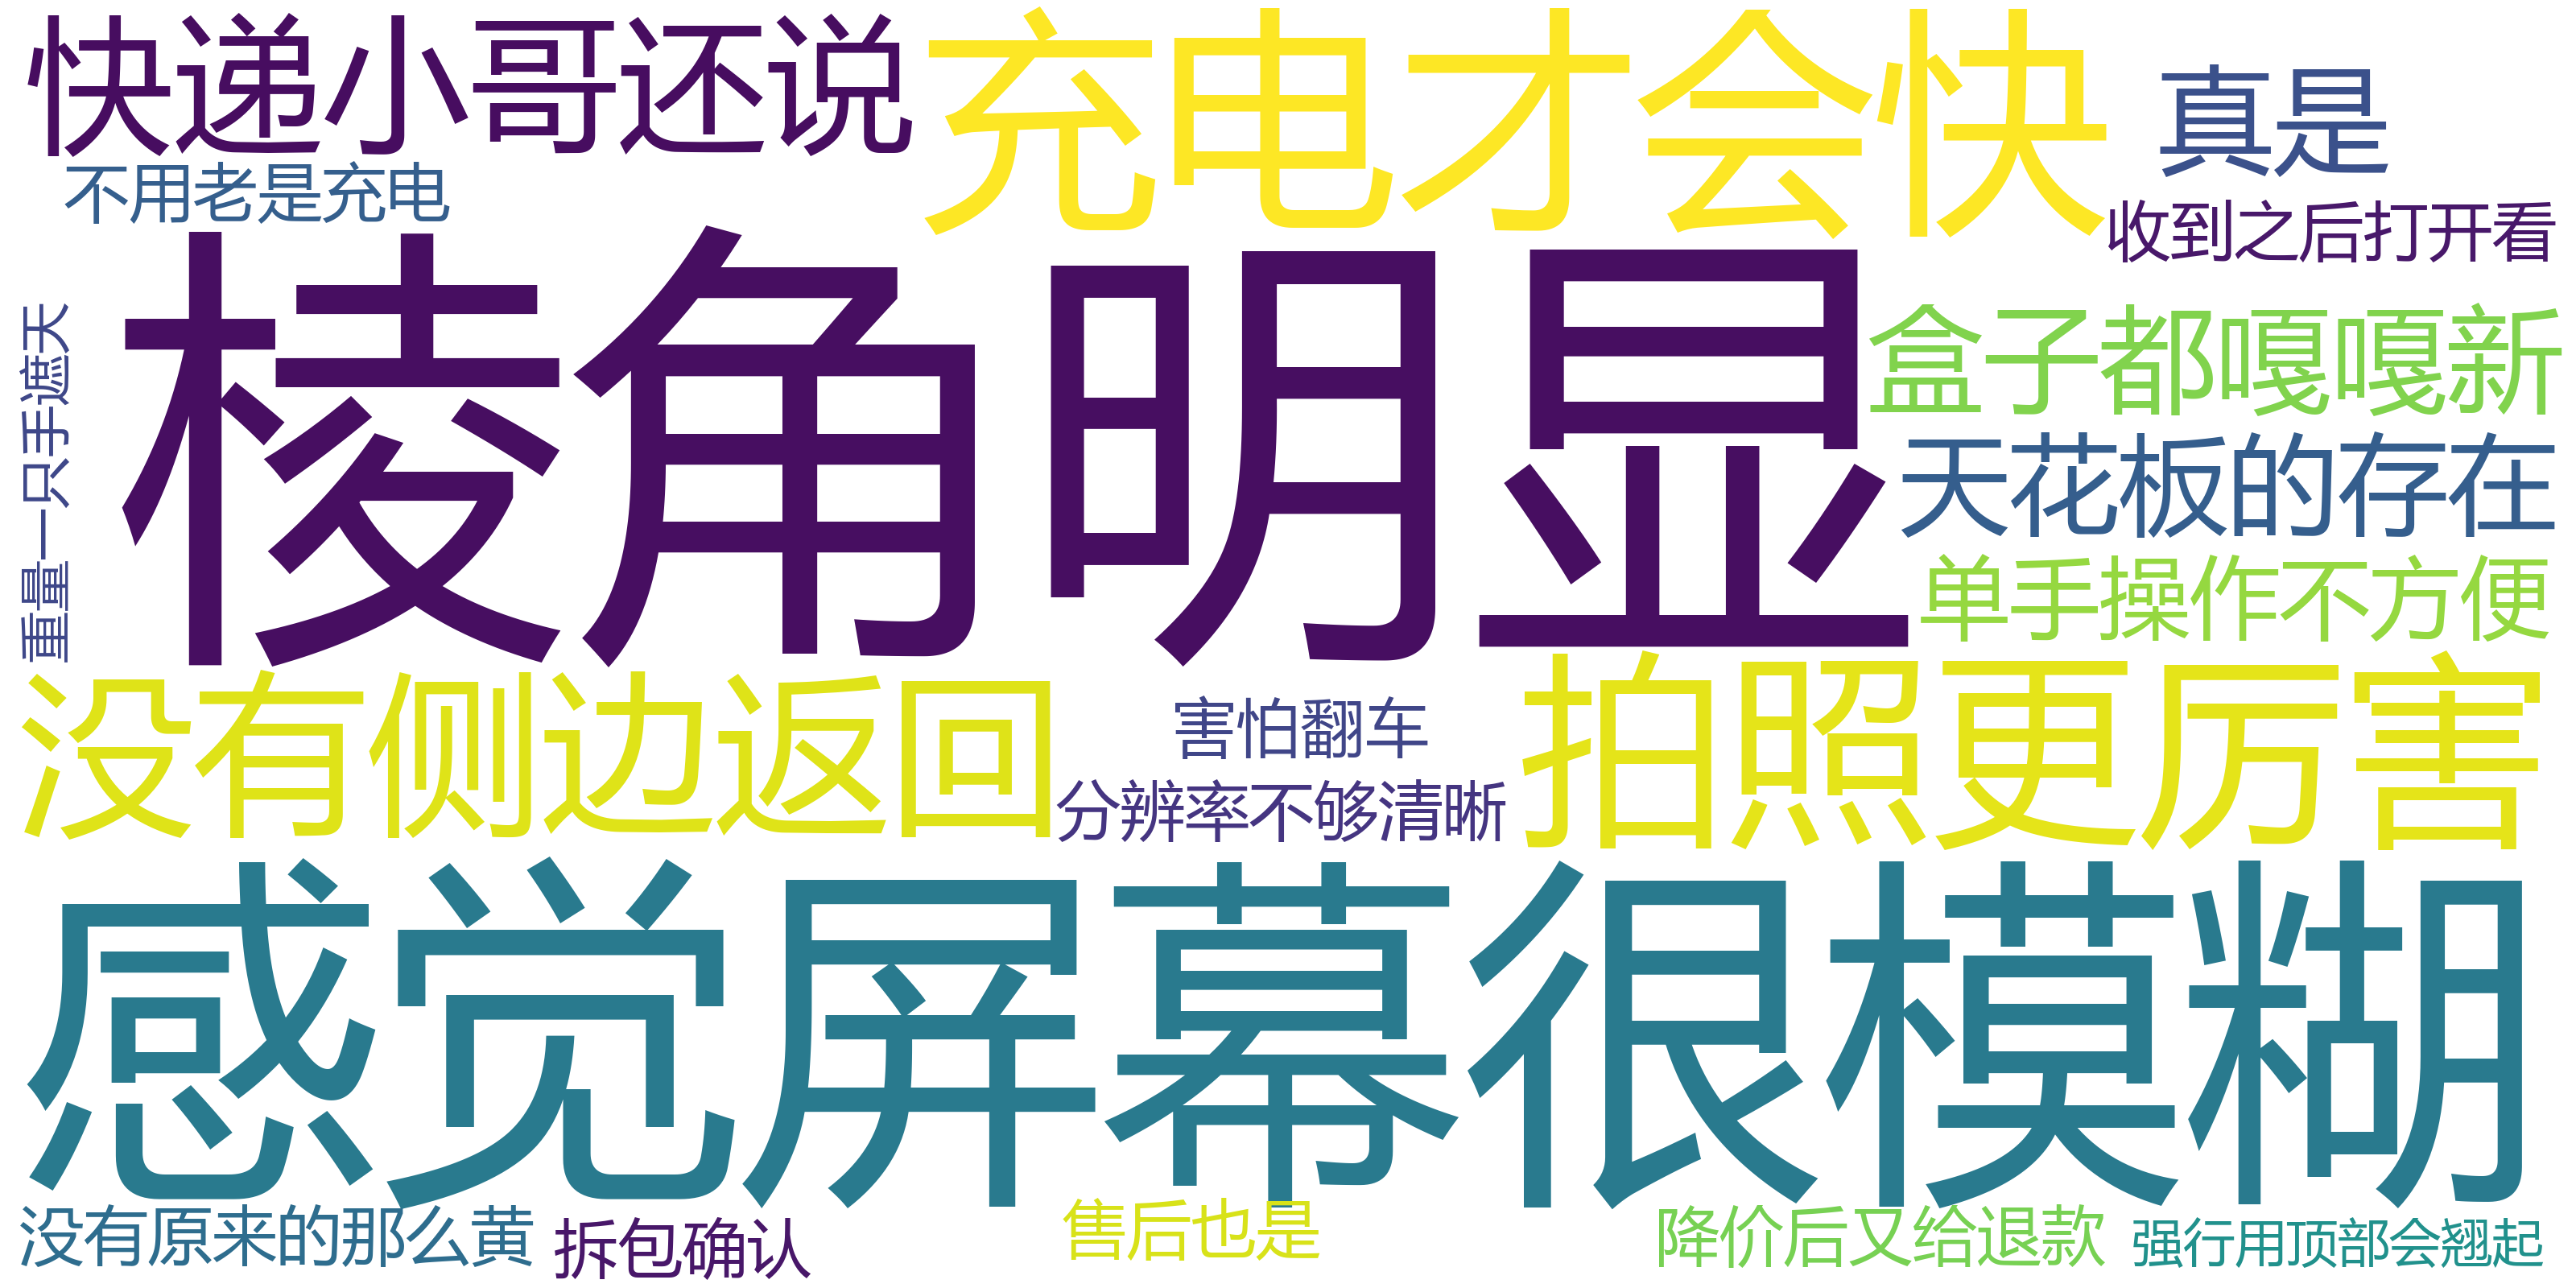 快递小哥还说
充电才会快
真是
不用老是充电
收到之后打开看
棱角明显
重量一只手遮天
盒子都嘎嘎新
天花板的存在
单手操作不方便
没有侧边返回
害怕翻车
拍照更厉害
分辨率不够清晰
感觉屏幕很模糊
没有原来的那么黄
拆包确认
售后也是
降价后又给退款
强行用顶部会翘起